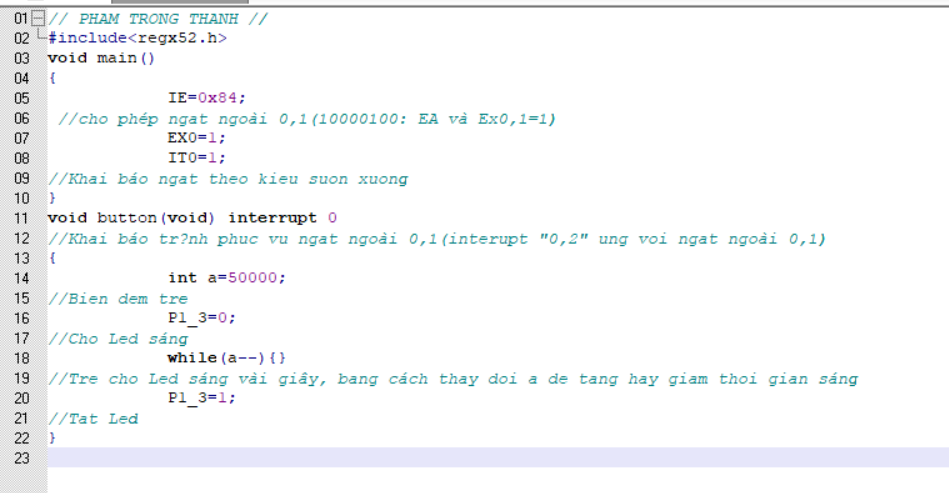 01 // PHAM TRONG THANH //
02 #include<regx52.h>
03 void main()
04 {
05 IE=0x84;
06 //cho phép ngat ngoài 0,1(10000100: EA và Ex0,1=1)
07 EX0=1;
08 IT0=1;
09 //Khai báo ngat theo kieu suon xuong
10 }
11 void button(void) interrupt 0
12 //Khai báo tr?nh phuc vu ngat ngoài 0,1(interupt "0,2" ung voi ngat ngoài 0,1)
13 {
14 int a=50000;
15 //Bien dem tre
16 P1_3=0;
17 //Cho Led sáng
18 while(a--){}
19 //Tre cho Led sáng vài giây, bang cách thay doi a de tang hay giam thoi gian sáng
20 P1_3=1;
21 //Tat Led
22 }
23